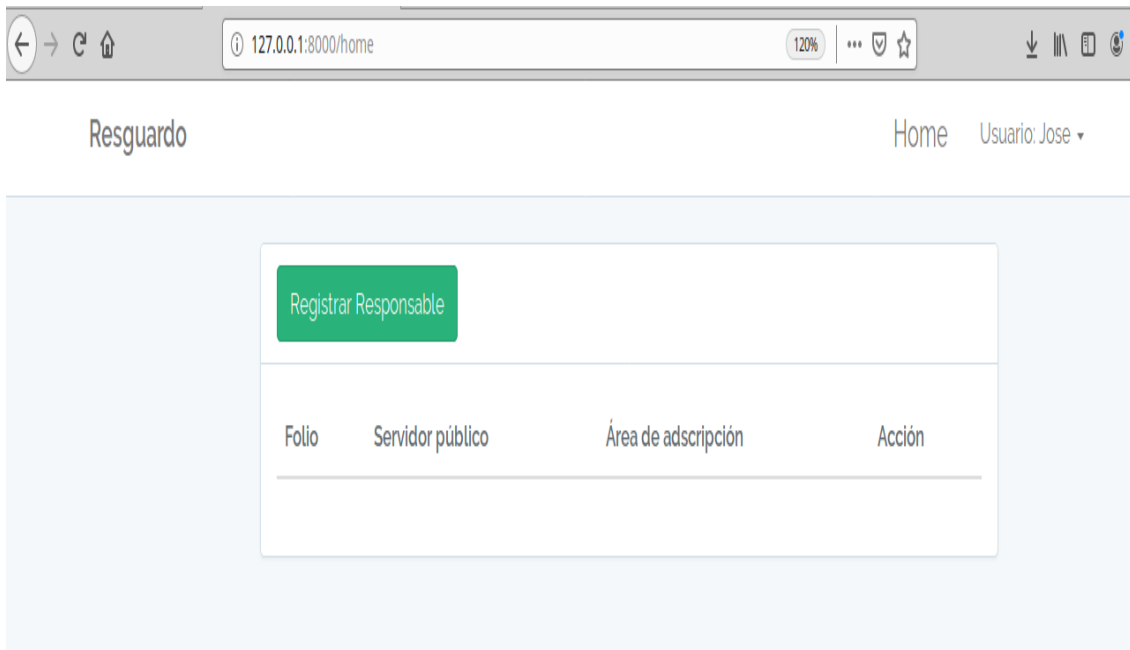 127.0.0.1:8000/home
120%
Resguardo
Home
Usuario: Jose
Registrar Responsable
Folio
Servidor público
Área de adscripción
Acción